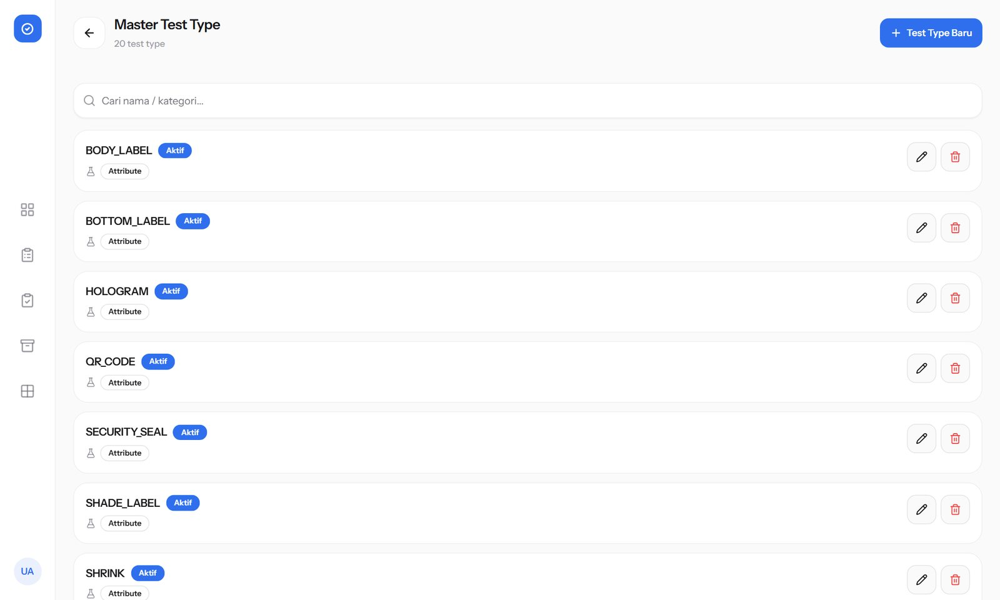 Master Test Type
20 test type
Test Type Baru
Cari nama / kategori...
BODY_LABEL Aktif
Attribute
BOTTOM_LABEL Aktif
Attribute
HOLOGRAM Aktif
Attribute
QR_CODE Aktif
Attribute
SECURITY_SEAL Aktif
Attribute
SHADE_LABEL Aktif
Attribute
SHRINK Aktif
Attribute
UA